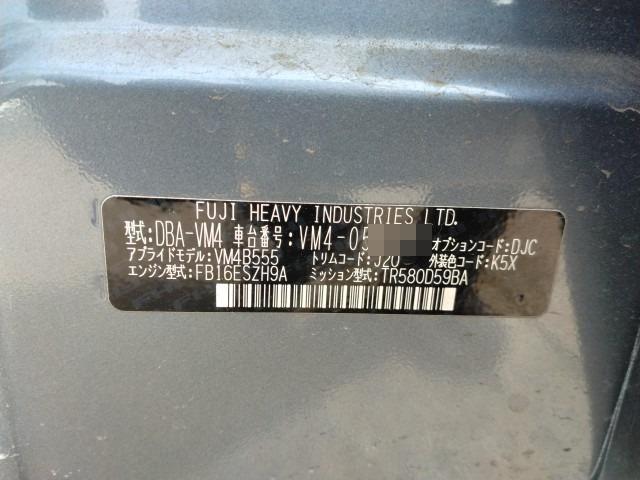 FUJI HEAVY INDUSTRIES LTD.
型式:DBA-VM4 車台番号:VM4-05 オプションコード:DJC
アプライドモデル:VM4B555 トリムコード:J20 外装色コード:K5X
エンジン型式:FB16ESZH9A ミッション型式:TR580D59BA